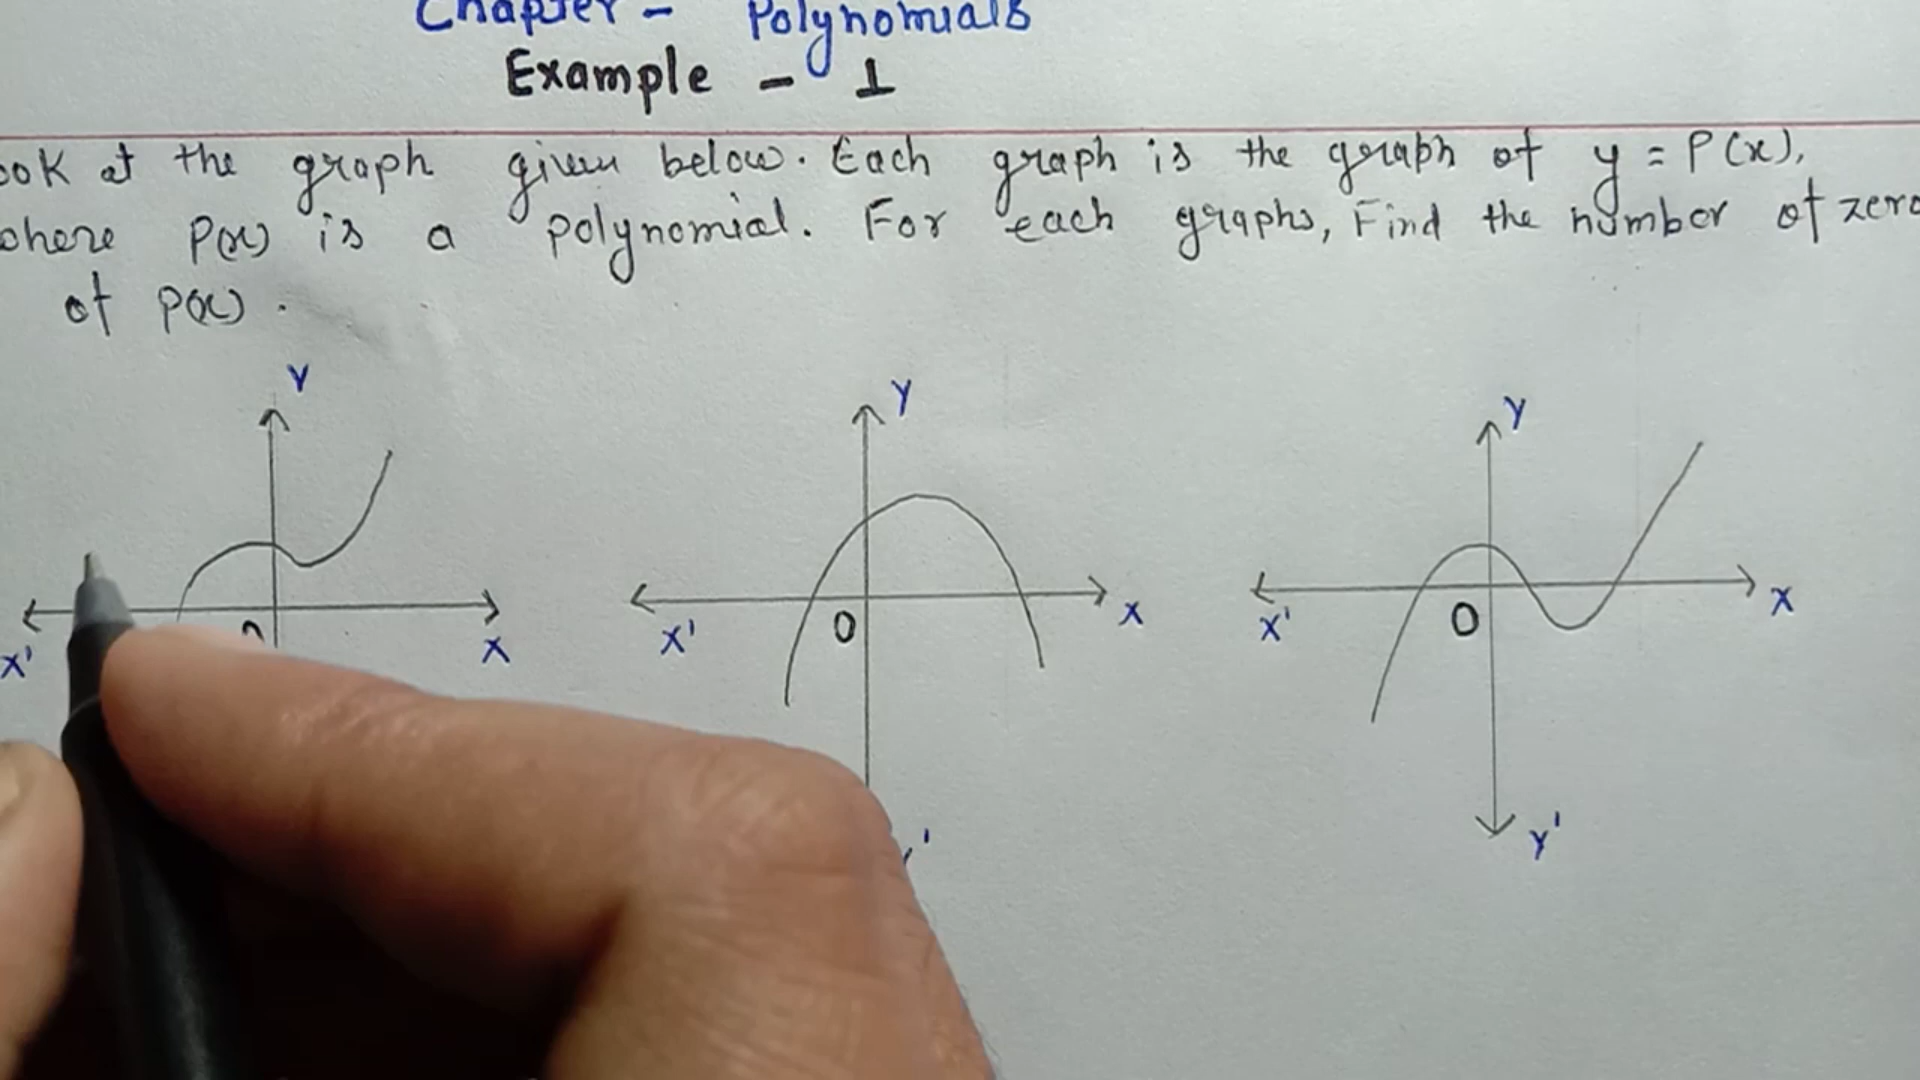 Chapter - Polynomials
Example - 1
ook at the graph given below. Each graph is the graph of y = P(x),
where P(x) is a polynomial. For each graphs, Find the number of zero
of P(x).
Y Y Y
X' O X X' O X X' O X
Y' Y'